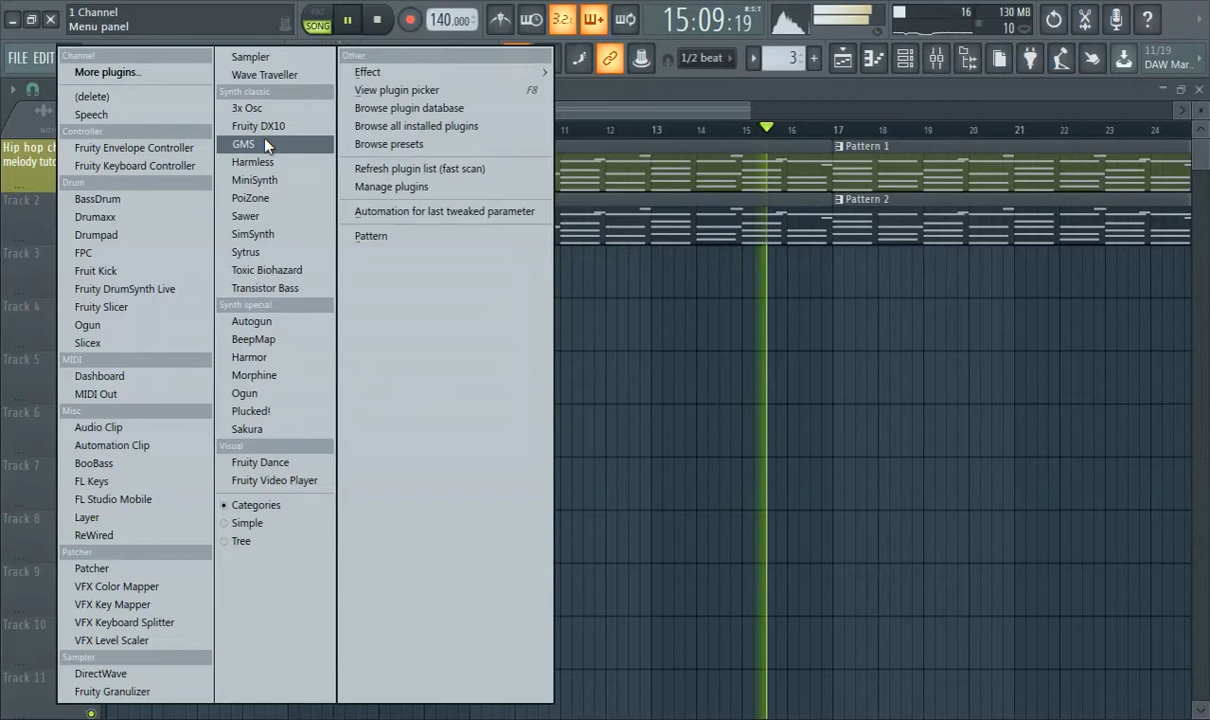 1 Channel
Menu panel
PAT
SONG
140.000
3.2.
15:09:19
B:S:T
16
130 MB
10
FILE EDIT
1/2 beat
3
11/19
DAW Mar...
Channel
More plugins...
(delete)
Speech
Controller
Fruity Envelope Controller
Fruity Keyboard Controller
Drum
BassDrum
Drumaxx
Drumpad
FPC
Fruit Kick
Fruity DrumSynth Live
Fruity Slicer
Ogun
Slicex
MIDI
Dashboard
MIDI Out
Misc
Audio Clip
Automation Clip
BooBass
FL Keys
FL Studio Mobile
Layer
ReWired
Patcher
Patcher
VFX Color Mapper
VFX Key Mapper
VFX Keyboard Splitter
VFX Level Scaler
Sampler
DirectWave
Fruity Granulizer
Sampler
Wave Traveller
Synth classic
3x Osc
Fruity DX10
GMS
Harmless
MiniSynth
PoiZone
Sawer
SimSynth
Sytrus
Toxic Biohazard
Transistor Bass
Synth special
Autogun
BeepMap
Harmor
Morphine
Ogun
Plucked!
Sakura
Visual
Fruity Dance
Fruity Video Player
Categories
Simple
Tree
Other
Effect
View plugin picker F8
Browse plugin database
Browse all installed plugins
Browse presets
Refresh plugin list (fast scan)
Manage plugins
Automation for last tweaked parameter
Pattern
11 12 13 14 15 16 17 18 19 20 21 22 23 24
Pattern 1
Pattern 2
Hip hop ch
melody tuto
Track 2
Track 3
Track 4
Track 5
Track 6
Track 7
Track 8
Track 9
Track 10
Track 11